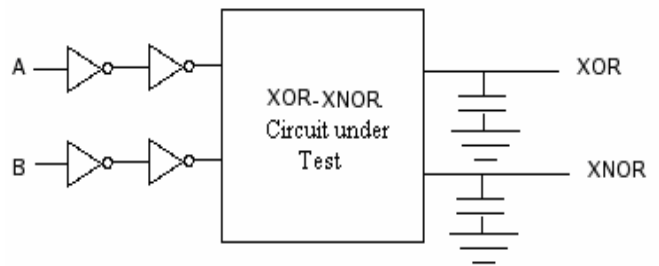 A
B
XOR-XNOR
Circuit under
Test
XOR
XNOR